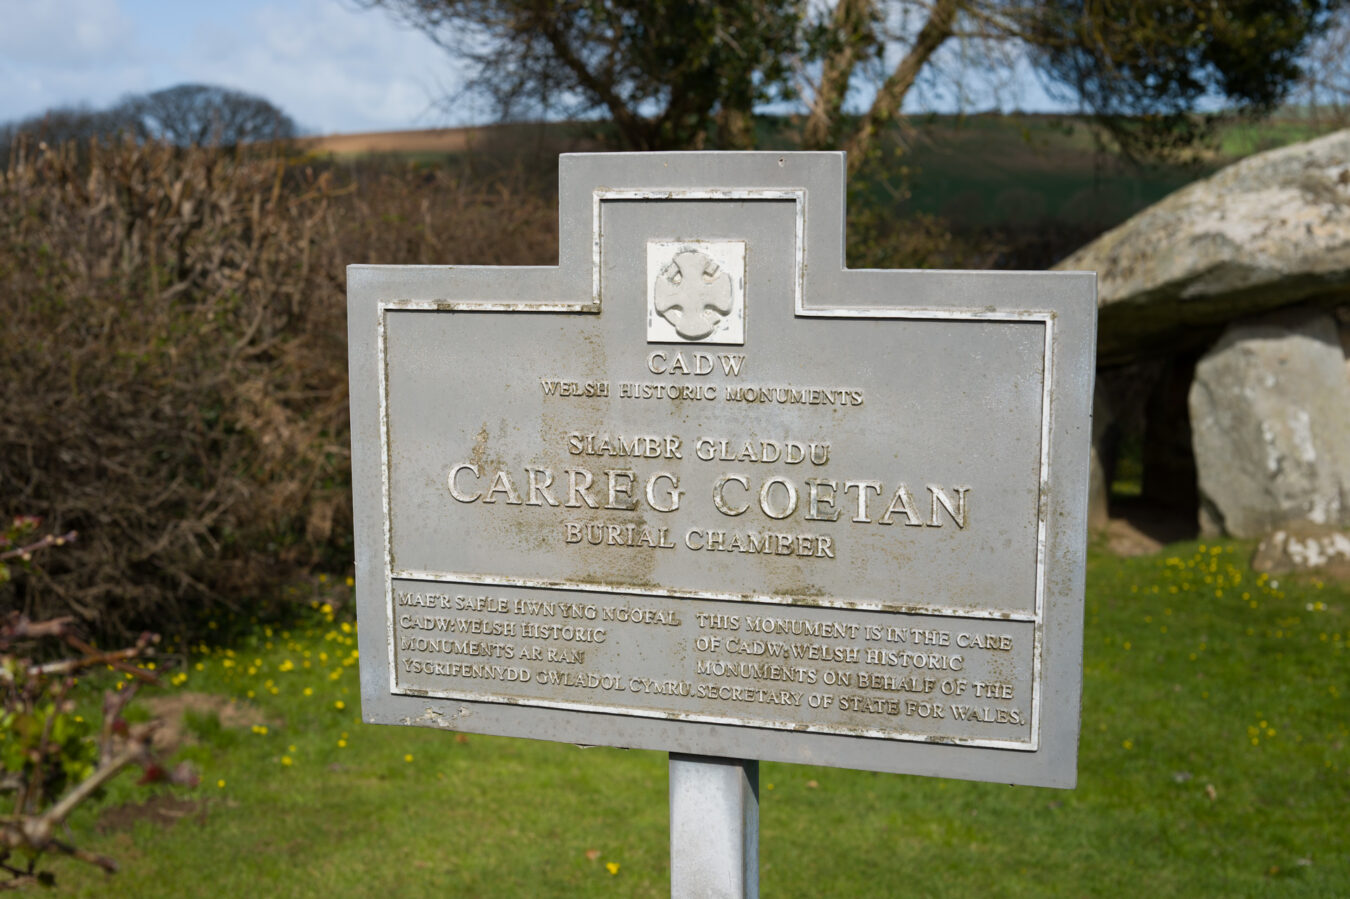 CADW
WELSH HISTORIC MONUMENTS
SIAMBR GLADDU
CARREG COETAN
BURIAL CHAMBER
MAE'R SAFLE HWN YNG NGOFAL
CADW: WELSH HISTORIC
MONUMENTS AR RAN
YSGRIFENNYDD GWLADOL CYMRU.
THIS MONUMENT IS IN THE CARE
OF CADW: WELSH HISTORIC
MONUMENTS ON BEHALF OF THE
SECRETARY OF STATE FOR WALES.